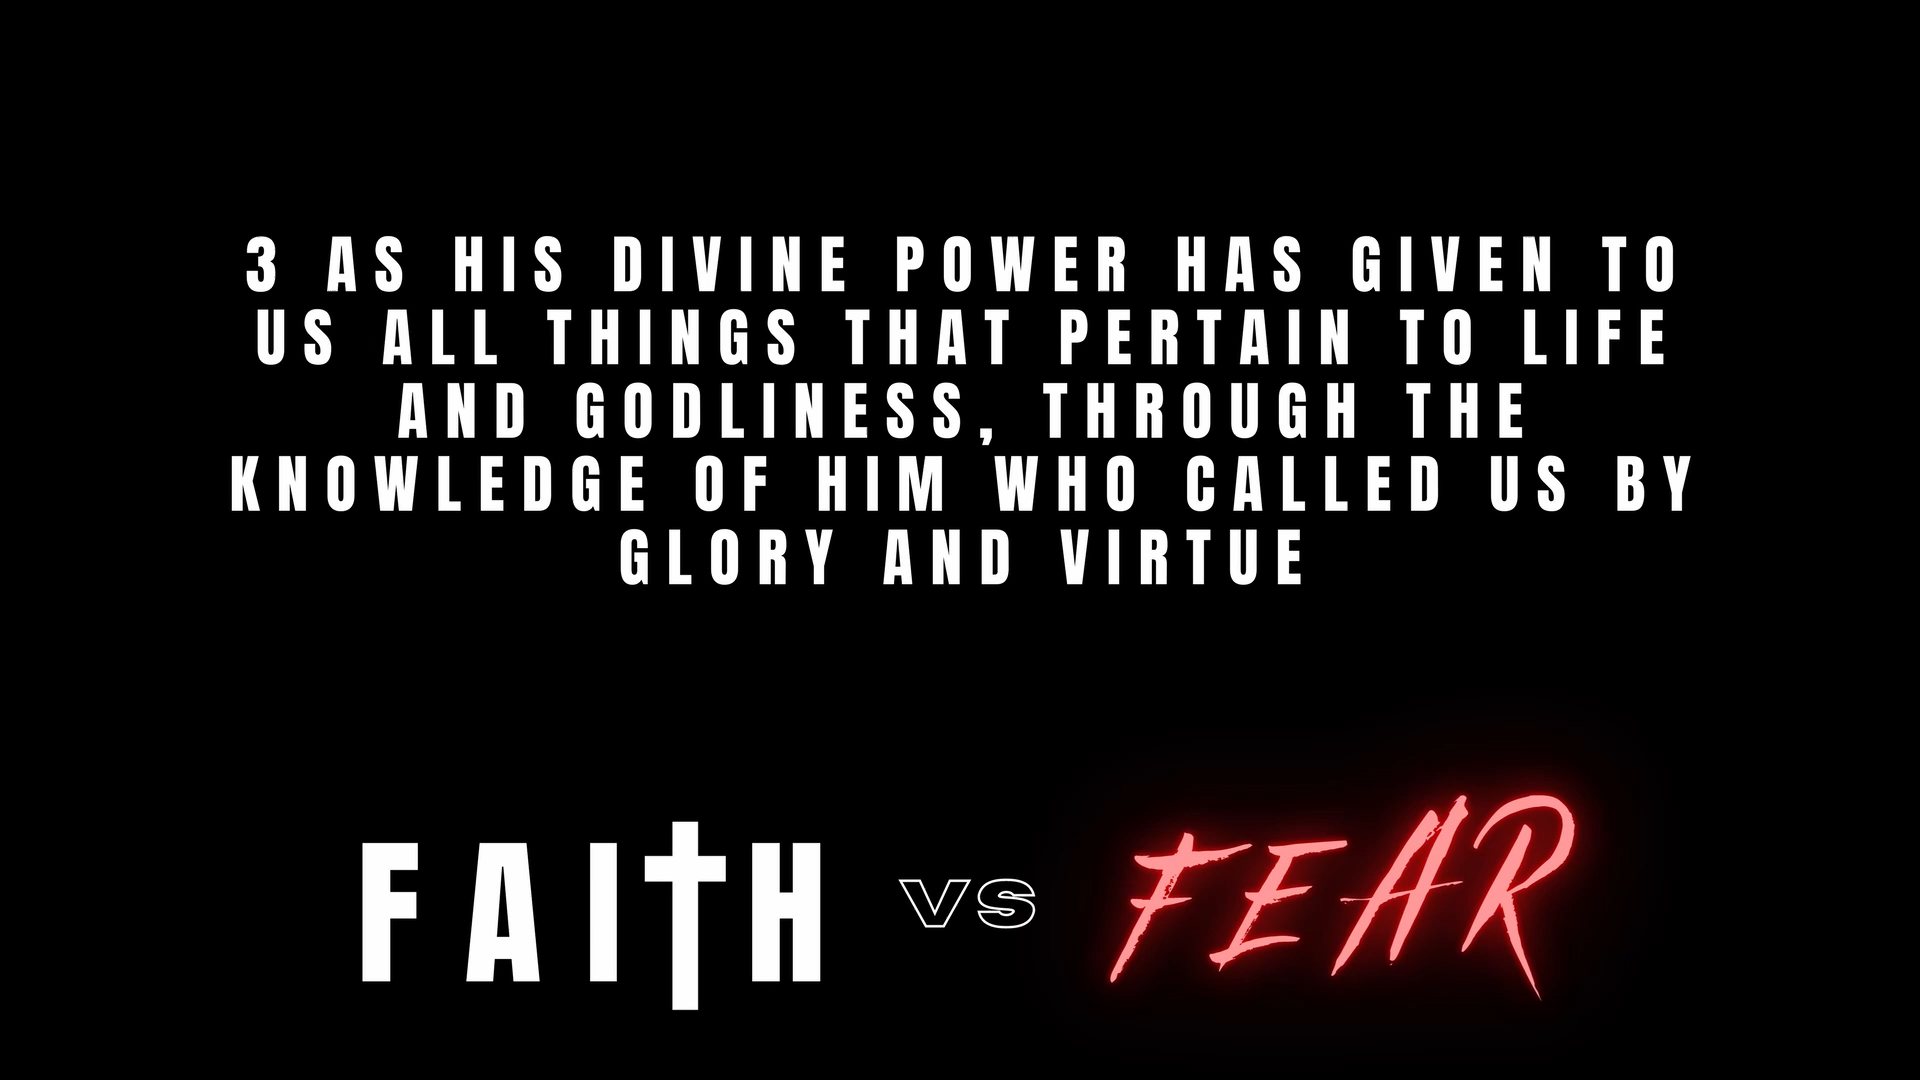 3 AS HIS DIVINE POWER HAS GIVEN TO
US ALL THINGS THAT PERTAIN TO LIFE
AND GODLINESS, THROUGH THE
KNOWLEDGE OF HIM WHO CALLED US BY
GLORY AND VIRTUE
FAITH VS FEAR